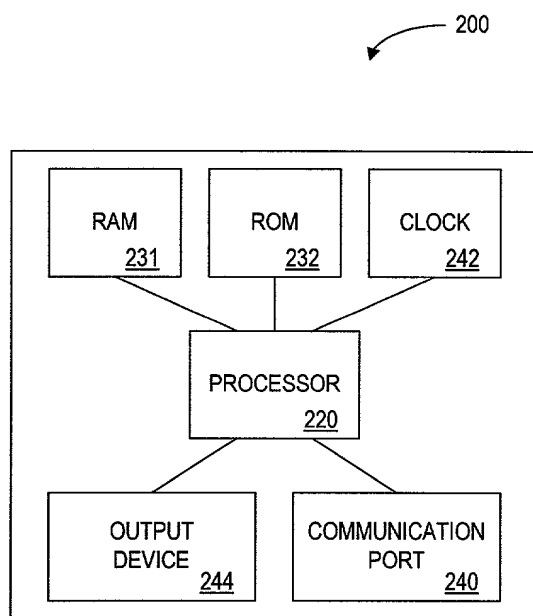 200
RAM
231
ROM
232
CLOCK
242
PROCESSOR
220
OUTPUT
DEVICE
244
COMMUNICATION
PORT
240